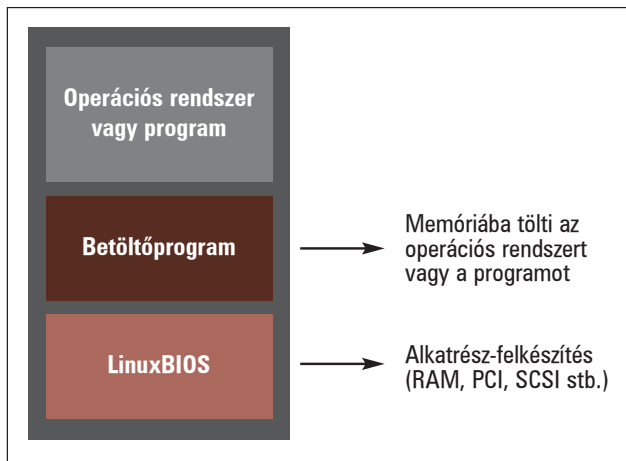 Operációs rendszer
vagy program
Betöltőprogram
Memóriába tölti az
operációs rendszert
vagy a programot
LinuxBIOS
Alkatrész-felkészítés
(RAM, PCI, SCSI stb.)